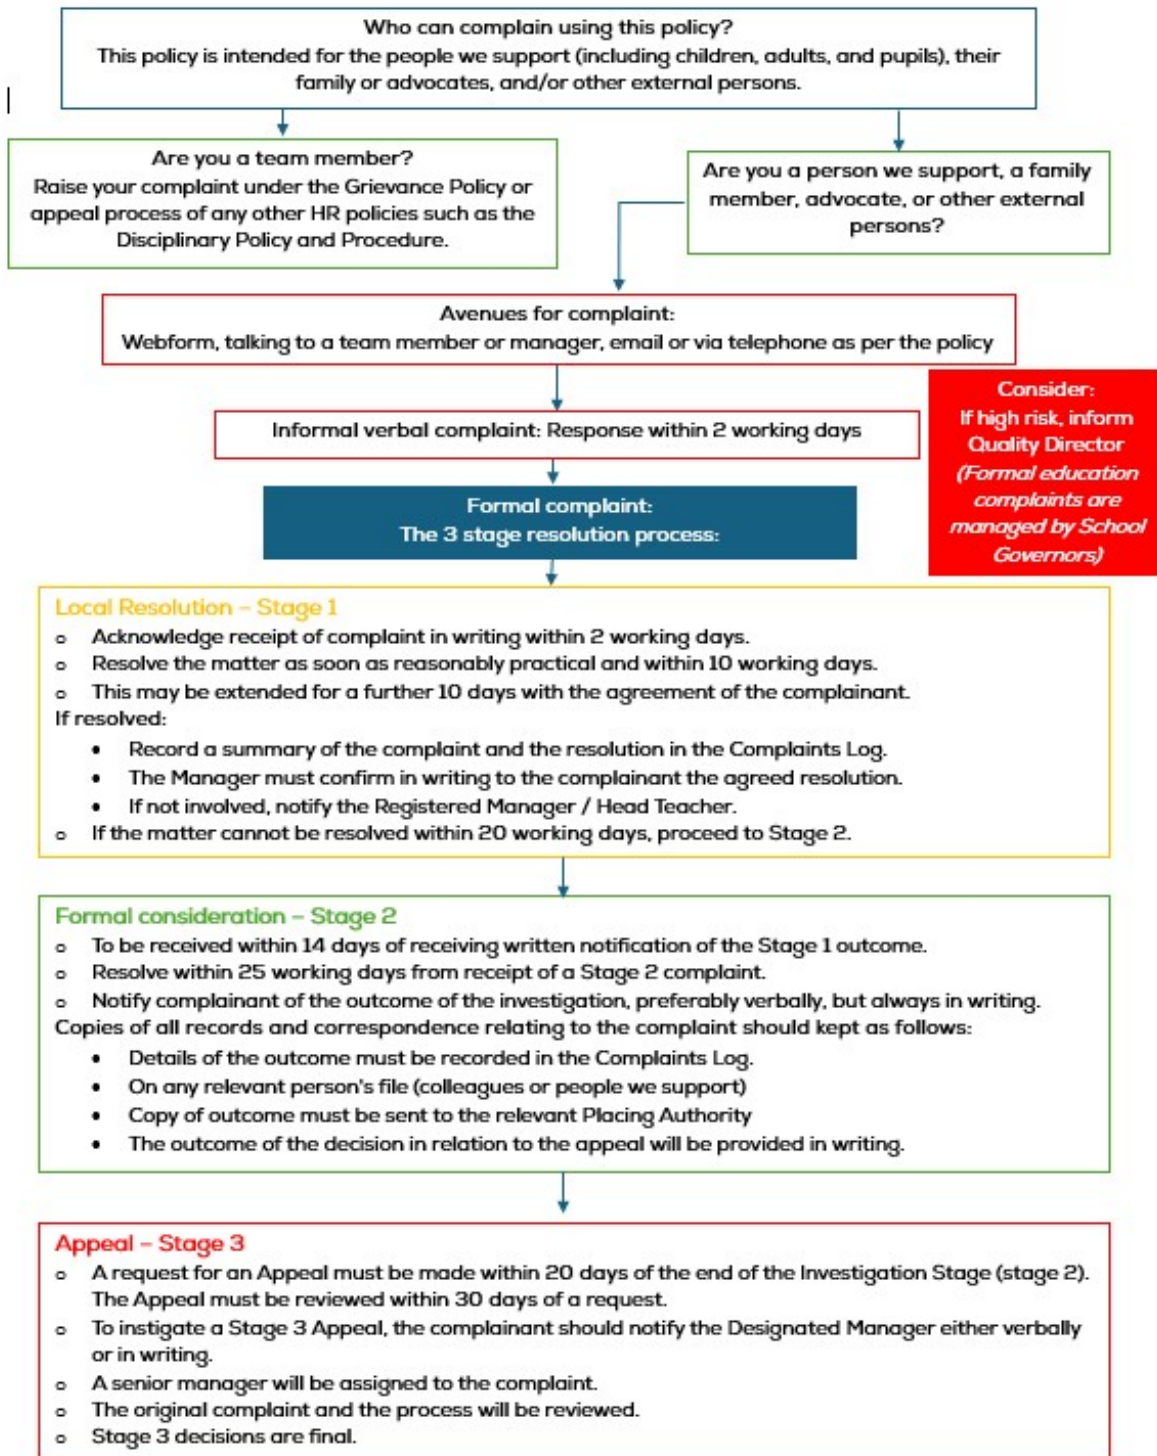 Who can complain using this policy?
This policy is intended for the people we support (including children, adults, and pupils), their
family or advocates, and/or other external persons.
Are you a team member?
Raise your complaint under the Grievance Policy or
appeal process of any other HR policies such as the
Disciplinary Policy and Procedure.
Are you a person we support, a family
member, advocate, or other external
persons?
Avenues for complaint:
Webform, talking to a team member or manager, email or via telephone as per the policy
Consider:
If high risk, inform
Quality Director
(Formal education
complaints are
managed by School
Governors)
Informal verbal complaint: Response within 2 working days
Formal complaint:
The 3 stage resolution process:
Local Resolution – Stage 1
o Acknowledge receipt of complaint in writing within 2 working days.
o Resolve the matter as soon as reasonably practical and within 10 working days.
o This may be extended for a further 10 days with the agreement of the complainant.
If resolved:
• Record a summary of the complaint and the resolution in the Complaints Log.
• The Manager must confirm in writing to the complainant the agreed resolution.
• If not involved, notify the Registered Manager / Head Teacher.
o If the matter cannot be resolved within 20 working days, proceed to Stage 2.
Formal consideration – Stage 2
o To be received within 14 days of receiving written notification of the Stage 1 outcome.
o Resolve within 25 working days from receipt of a Stage 2 complaint.
o Notify complainant of the outcome of the investigation, preferably verbally, but always in writing.
Copies of all records and correspondence relating to the complaint should kept as follows:
• Details of the outcome must be recorded in the Complaints Log.
• On any relevant person's file (colleagues or people we support)
• Copy of outcome must be sent to the relevant Placing Authority
• The outcome of the decision in relation to the appeal will be provided in writing.
Appeal – Stage 3
o A request for an Appeal must be made within 20 days of the end of the Investigation Stage (stage 2).
The Appeal must be reviewed within 30 days of a request.
o To instigate a Stage 3 Appeal, the complainant should notify the Designated Manager either verbally
or in writing.
o A senior manager will be assigned to the complaint.
o The original complaint and the process will be reviewed.
o Stage 3 decisions are final.